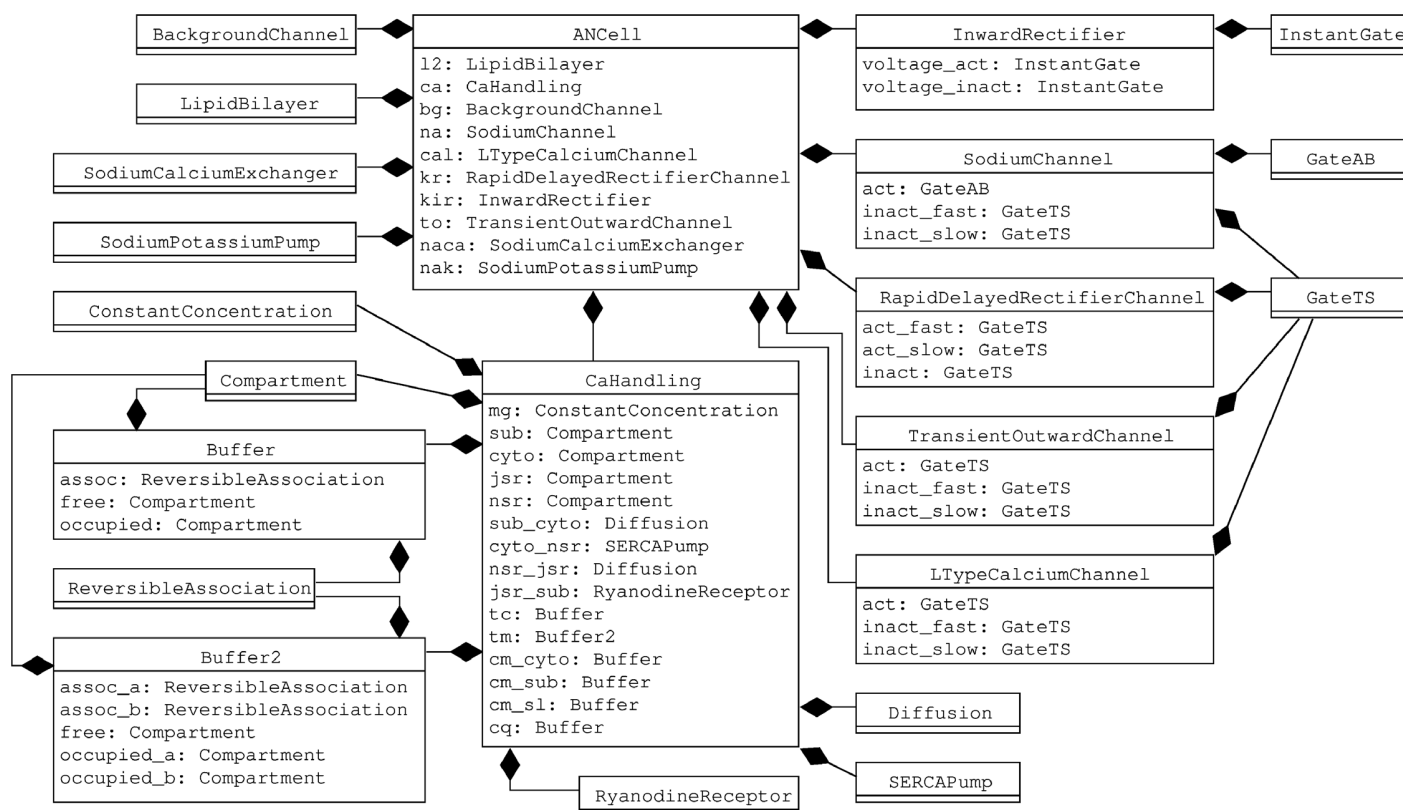 BackgroundChannel
LipidBilayer
SodiumCalciumExchanger
SodiumPotassiumPump
ConstantConcentration
Compartment
Buffer
assoc: ReversibleAssociation
free: Compartment
occupied: Compartment
ReversibleAssociation
Buffer2
assoc_a: ReversibleAssociation
assoc_b: ReversibleAssociation
free: Compartment
occupied_a: Compartment
occupied_b: Compartment
ANCell
l2: LipidBilayer
ca: CaHandling
bg: BackgroundChannel
na: SodiumChannel
cal: LTypeCalciumChannel
kr: RapidDelayedRectifierChannel
kir: InwardRectifier
to: TransientOutwardChannel
naca: SodiumCalciumExchanger
nak: SodiumPotassiumPump
CaHandling
mg: ConstantConcentration
sub: Compartment
cyto: Compartment
jsr: Compartment
nsr: Compartment
sub_cyto: Diffusion
cyto_nsr: SERCAPump
nsr_jsr: Diffusion
jsr_sub: RyanodineReceptor
tc: Buffer
tm: Buffer2
cm_cyto: Buffer
cm_sub: Buffer
cm_sl: Buffer
cq: Buffer
RyanodineReceptor
InwardRectifier
voltage_act: InstantGate
voltage_inact: InstantGate
SodiumChannel
act: GateAB
inact_fast: GateTS
inact_slow: GateTS
RapidDelayedRectifierChannel
act_fast: GateTS
act_slow: GateTS
inact: GateTS
TransientOutwardChannel
act: GateTS
inact_fast: GateTS
inact_slow: GateTS
LTypeCalciumChannel
act: GateTS
inact_fast: GateTS
inact_slow: GateTS
Diffusion
SERCAPump
InstantGate
GateAB
GateTS